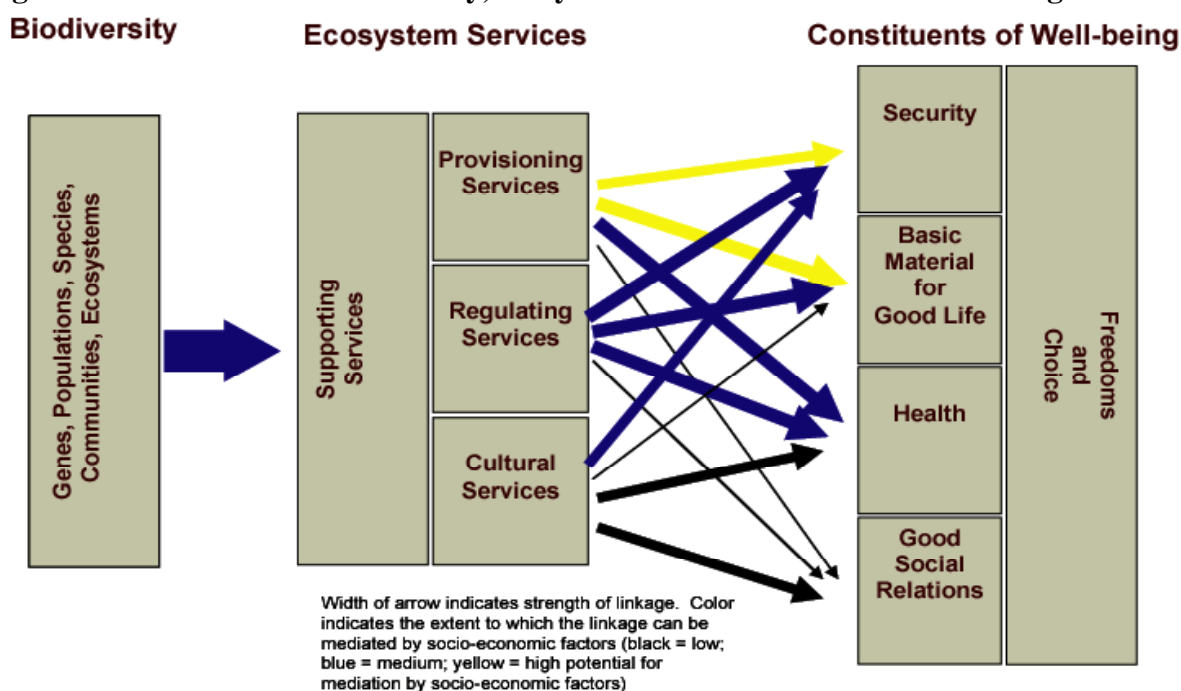 Biodiversity
Ecosystem Services
Constituents of Well-being
Genes, Populations, Species,
Communities, Ecosystems
Supporting
Services
Provisioning
Services
Regulating
Services
Cultural
Services
Security
Basic
Material
for
Good Life
Health
Good
Social
Relations
Freedoms
and
Choice
Width of arrow indicates strength of linkage. Color
indicates the extent to which the linkage can be
mediated by socio-economic factors (black = low;
blue = medium; yellow = high potential for
mediation by socio-economic factors)